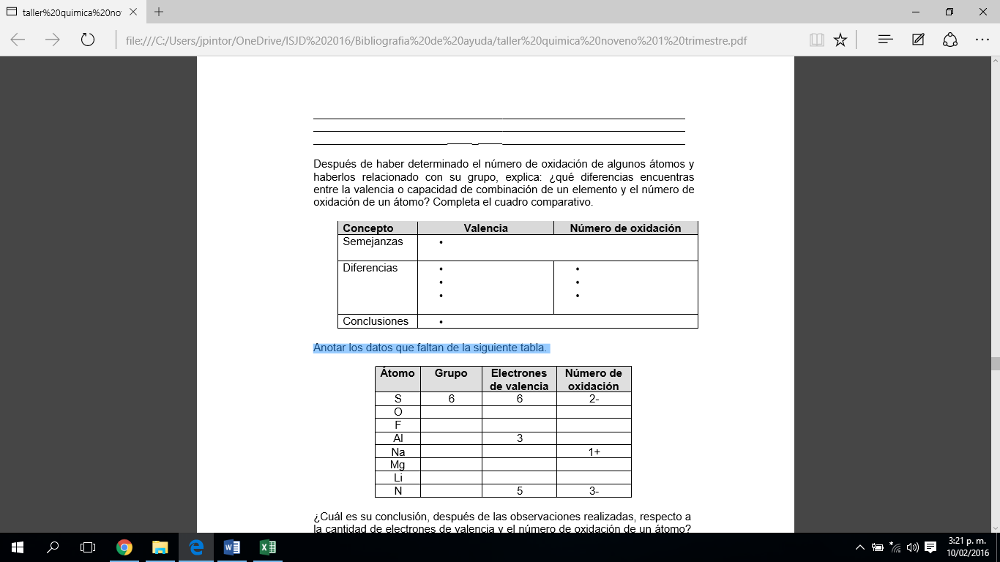 taller%20quimica%20no
file:///C:/Users/jpintor/OneDrive/ISJD%202016/Bibliografia%20de%20ayuda/taller%20quimica%20noveno%201%20trimestre.pdf
Después de haber determinado el número de oxidación de algunos átomos y
haberlos relacionado con su grupo, explica: ¿qué diferencias encuentras
entre la valencia o capacidad de combinación de un elemento y el número de
oxidación de un átomo? Completa el cuadro comparativo.
Concepto Valencia Número de oxidación
Semejanzas •
Diferencias • •
• •
• •
Conclusiones •
Anotar los datos que faltan de la siguiente tabla.
Átomo Grupo Electrones de valencia Número de oxidación
S 6 6 2-
O
F
Al 3
Na 1+
Mg
Li
N 5 3-
¿Cuál es su conclusión, después de las observaciones realizadas, respecto a
la cantidad de electrones de valencia y el número de oxidación de un átomo?
3:21 p. m.
10/02/2016